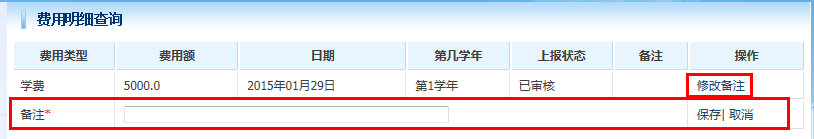 费用明细查询
费用类型 费用额 日期 第几学年 上报状态 备注 操作
学费 5000.0 2015年01月29日 第1学年 已审核 修改备注
备注* 保存| 取消